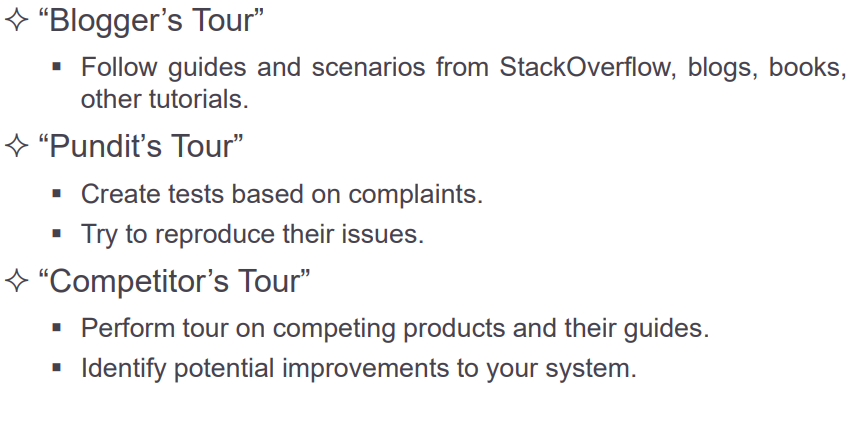 ✧ “Blogger’s Tour”
▪ Follow guides and scenarios from StackOverflow, blogs, books,
other tutorials.
✧ “Pundit’s Tour”
▪ Create tests based on complaints.
▪ Try to reproduce their issues.
✧ “Competitor’s Tour”
▪ Perform tour on competing products and their guides.
▪ Identify potential improvements to your system.